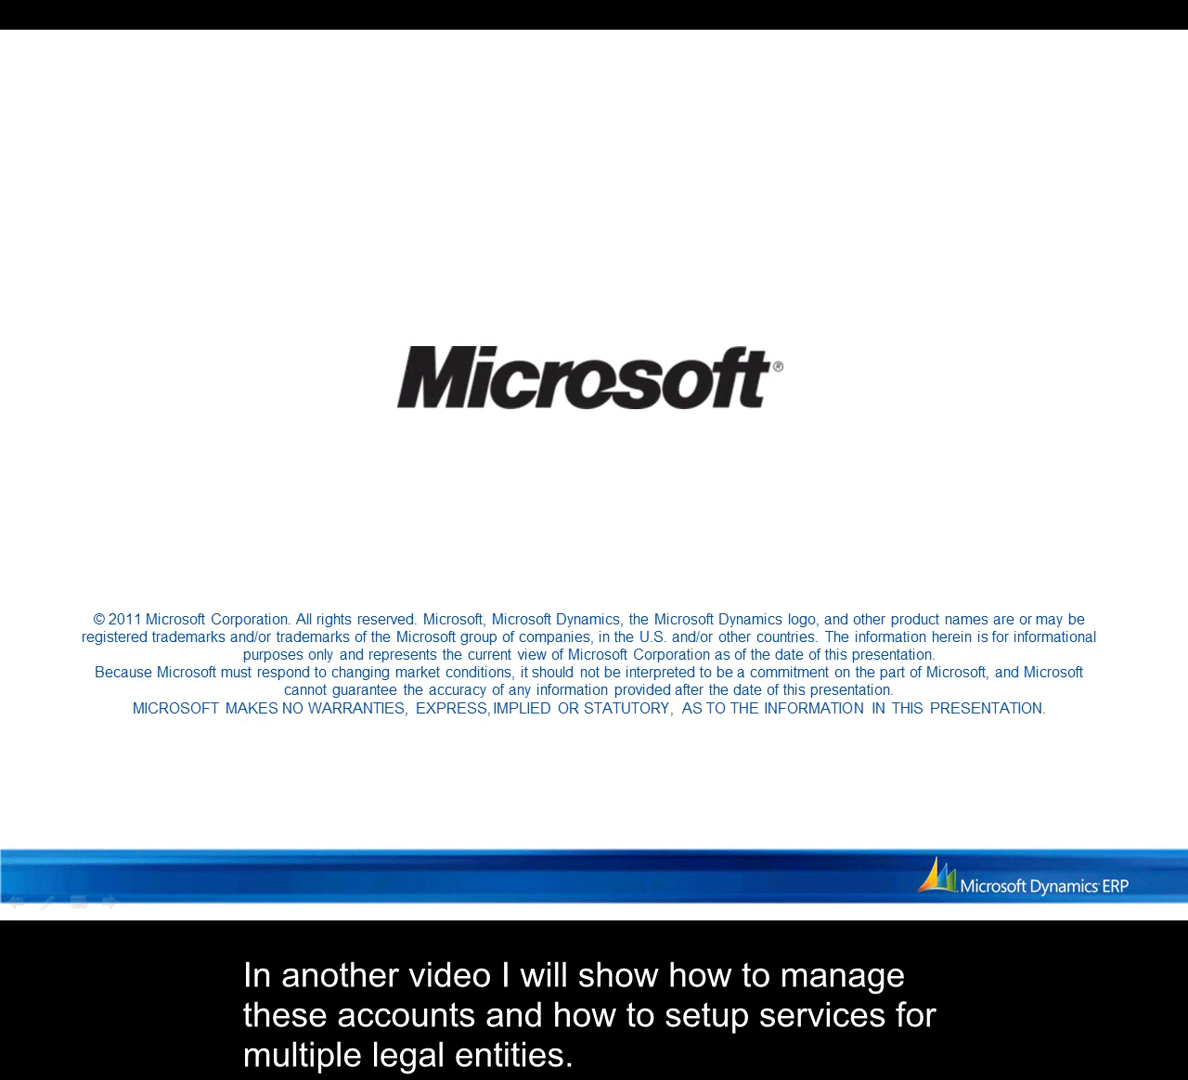 Microsoft®
© 2011 Microsoft Corporation. All rights reserved. Microsoft, Microsoft Dynamics, the Microsoft Dynamics logo, and other product names are or may be
registered trademarks and/or trademarks of the Microsoft group of companies, in the U.S. and/or other countries. The information herein is for informational
purposes only and represents the current view of Microsoft Corporation as of the date of this presentation.
Because Microsoft must respond to changing market conditions, it should not be interpreted to be a commitment on the part of Microsoft, and Microsoft
cannot guarantee the accuracy of any information provided after the date of this presentation.
MICROSOFT MAKES NO WARRANTIES, EXPRESS, IMPLIED OR STATUTORY, AS TO THE INFORMATION IN THIS PRESENTATION.
Microsoft Dynamics ERP
In another video I will show how to manage
these accounts and how to setup services for
multiple legal entities.